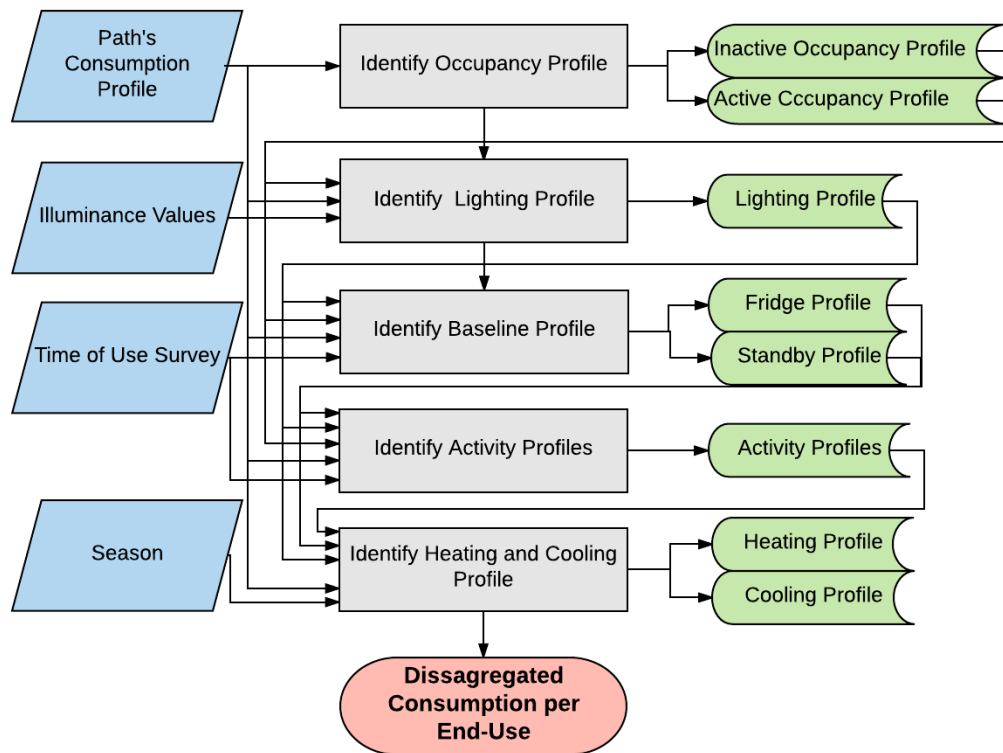 Path's
Consumption
Profile
Identify Occupancy Profile
Inactive Occupancy Profile
Active Cccupancy Profile
Illuminance Values
Identify  Lighting Profile
Lighting Profile
Time of Use Survey
Identify Baseline Profile
Fridge Profile
Standby Profile
Identify Activity Profiles
Activity Profiles
Season
Identify Heating and Cooling
Profile
Heating Profile
Cooling Profile
Dissagregated
Consumption per
End-Use